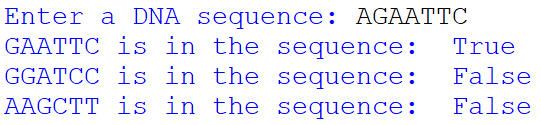 Enter a DNA sequence: AGAATTC
GAATTC is in the sequence:  True
GGATCC is in the sequence:  False
AAGCTT is in the sequence:  False